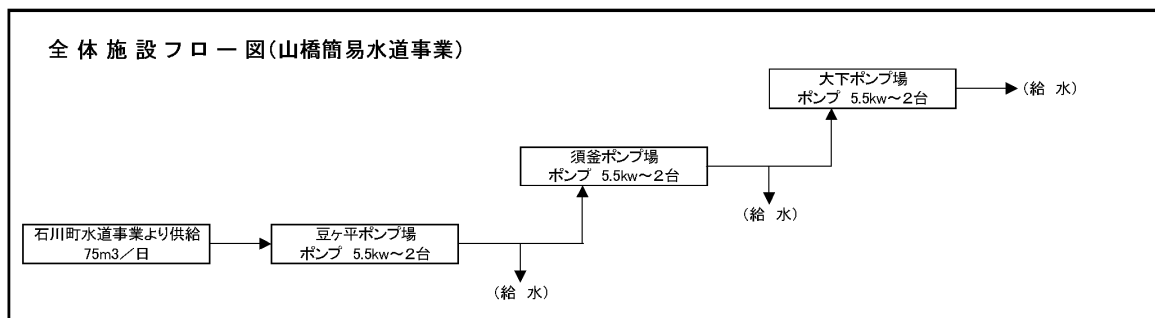 全体施設フロー図(山橋簡易水道事業)
大下ポンプ場
ポンプ 5.5kw～2台
(給 水)
須釜ポンプ場
ポンプ 5.5kw～2台
(給 水)
石川町水道事業より供給
75m3／日
豆ヶ平ポンプ場
ポンプ 5.5kw～2台
(給 水)